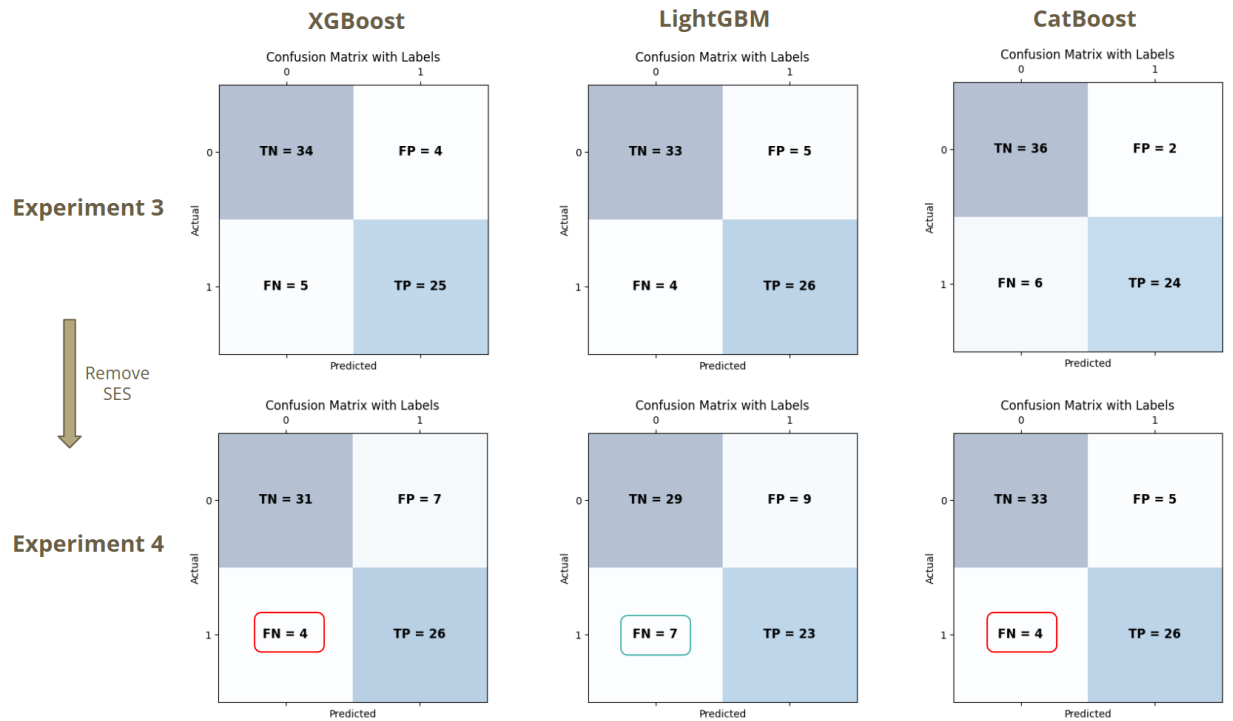 XGBoost
LightGBM
CatBoost
Experiment 3
Confusion Matrix with Labels
0
1
0
TN = 34
FP = 4
Actual
1
FN = 5
TP = 25
Predicted
Confusion Matrix with Labels
0
1
0
TN = 33
FP = 5
Actual
1
FN = 4
TP = 26
Predicted
Confusion Matrix with Labels
0
1
0
TN = 36
FP = 2
Actual
1
FN = 6
TP = 24
Predicted
Remove
SES
Experiment 4
Confusion Matrix with Labels
0
1
0
TN = 31
FP = 7
Actual
1
FN = 4
TP = 26
Predicted
Confusion Matrix with Labels
0
1
0
TN = 29
FP = 9
Actual
1
FN = 7
TP = 23
Predicted
Confusion Matrix with Labels
0
1
0
TN = 33
FP = 5
Actual
1
FN = 4
TP = 26
Predicted